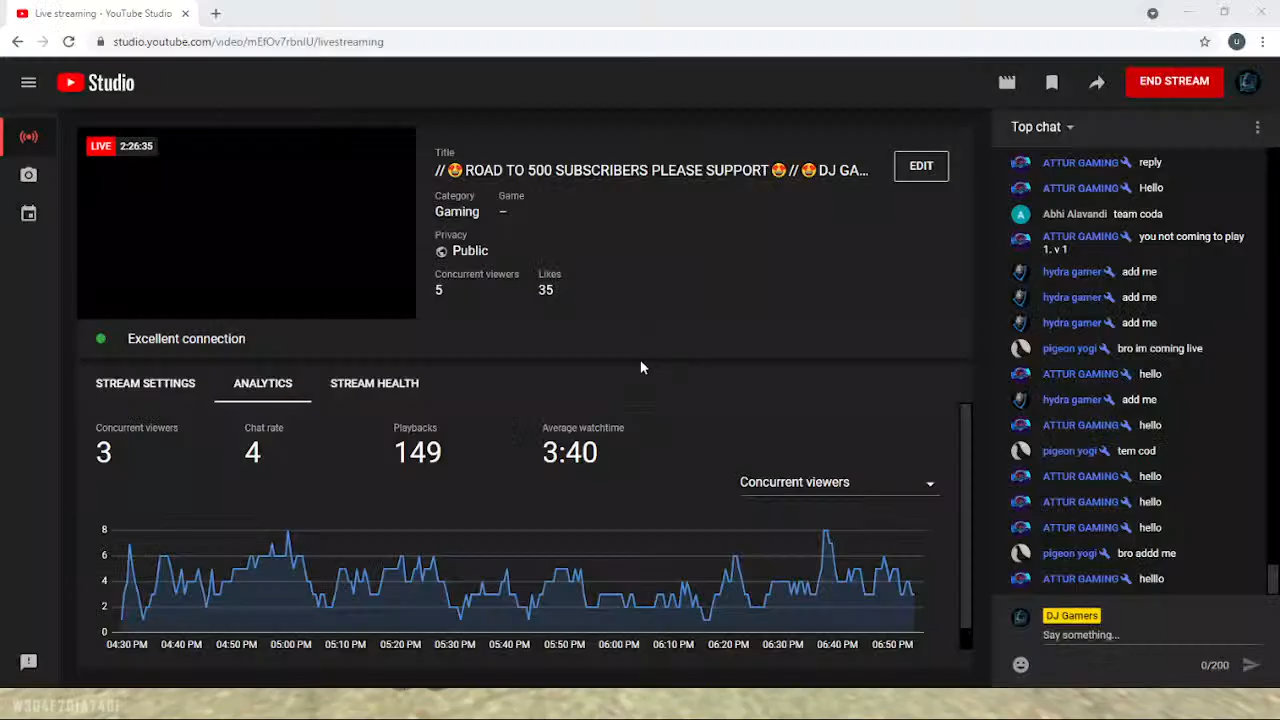 Live streaming - YouTube Studio
studio.youtube.com/video/mEfOv7rbnIU/livestreaming
Studio
END STREAM
LIVE 2:26:35
Title
//🤩ROAD TO 500 SUBSCRIBERS PLEASE SUPPORT🤩//🤩DJ GA...
EDIT
Category Game
Gaming –
Privacy
Public
Concurrent viewers Likes
5 35
Excellent connection
STREAM SETTINGS ANALYTICS STREAM HEALTH
Concurrent viewers Chat rate Playbacks Average watchtime
3 4 149 3:40
Concurrent viewers
8
6
4
2
0
04:30 PM 04:40 PM 04:50 PM 05:00 PM 05:10 PM 05:20 PM 05:30 PM 05:40 PM 05:50 PM 06:00 PM 06:10 PM 06:20 PM 06:30 PM 06:40 PM 06:50 PM
Top chat
ATTUR GAMING reply
ATTUR GAMING Hello
A Abhi Alavandi team coda
ATTUR GAMING you not coming to play
1. v 1
hydra gamer add me
hydra gamer add me
hydra gamer add me
pigeon yogi bro im coming live
ATTUR GAMING hello
hydra gamer add me
ATTUR GAMING hello
pigeon yogi tem cod
ATTUR GAMING hello
ATTUR GAMING hello
ATTUR GAMING hello
pigeon yogi bro addd me
ATTUR GAMING helllo
DJ Gamers
Say something...
0/200